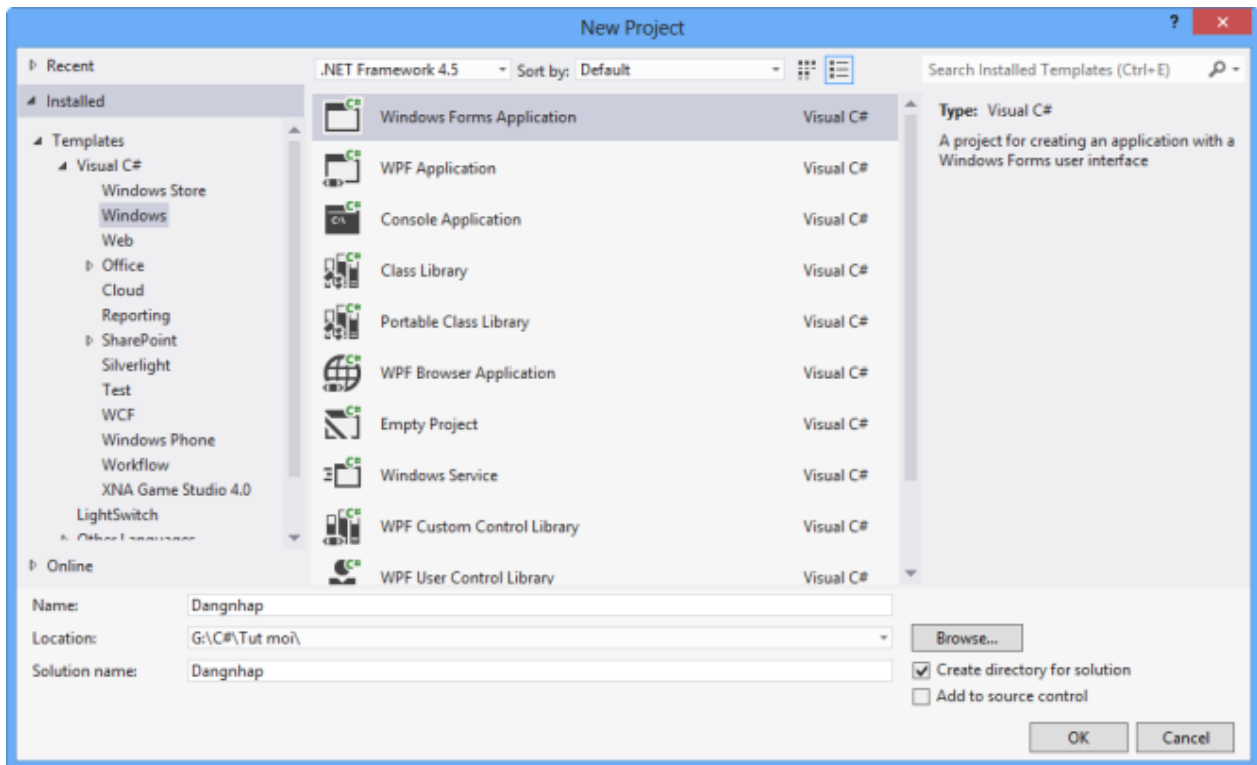 New Project
?
Recent
.NET Framework 4.5
Sort by: Default
Search Installed Templates (Ctrl+E)
Installed
Templates
Visual C#
Windows Store
Windows
Web
Office
Cloud
Reporting
SharePoint
Silverlight
Test
WCF
Windows Phone
Workflow
XNA Game Studio 4.0
LightSwitch
Other Languages
Online
Windows Forms Application Visual C#
WPF Application Visual C#
Console Application Visual C#
Class Library Visual C#
Portable Class Library Visual C#
WPF Browser Application Visual C#
Empty Project Visual C#
Windows Service Visual C#
WPF Custom Control Library Visual C#
WPF User Control Library Visual C#
Type: Visual C#
A project for creating an application with a
Windows Forms user interface
Name: Dangnhap
Location: G:\C#\Tut moi\
Browse...
Solution name: Dangnhap
Create directory for solution
Add to source control
OK
Cancel